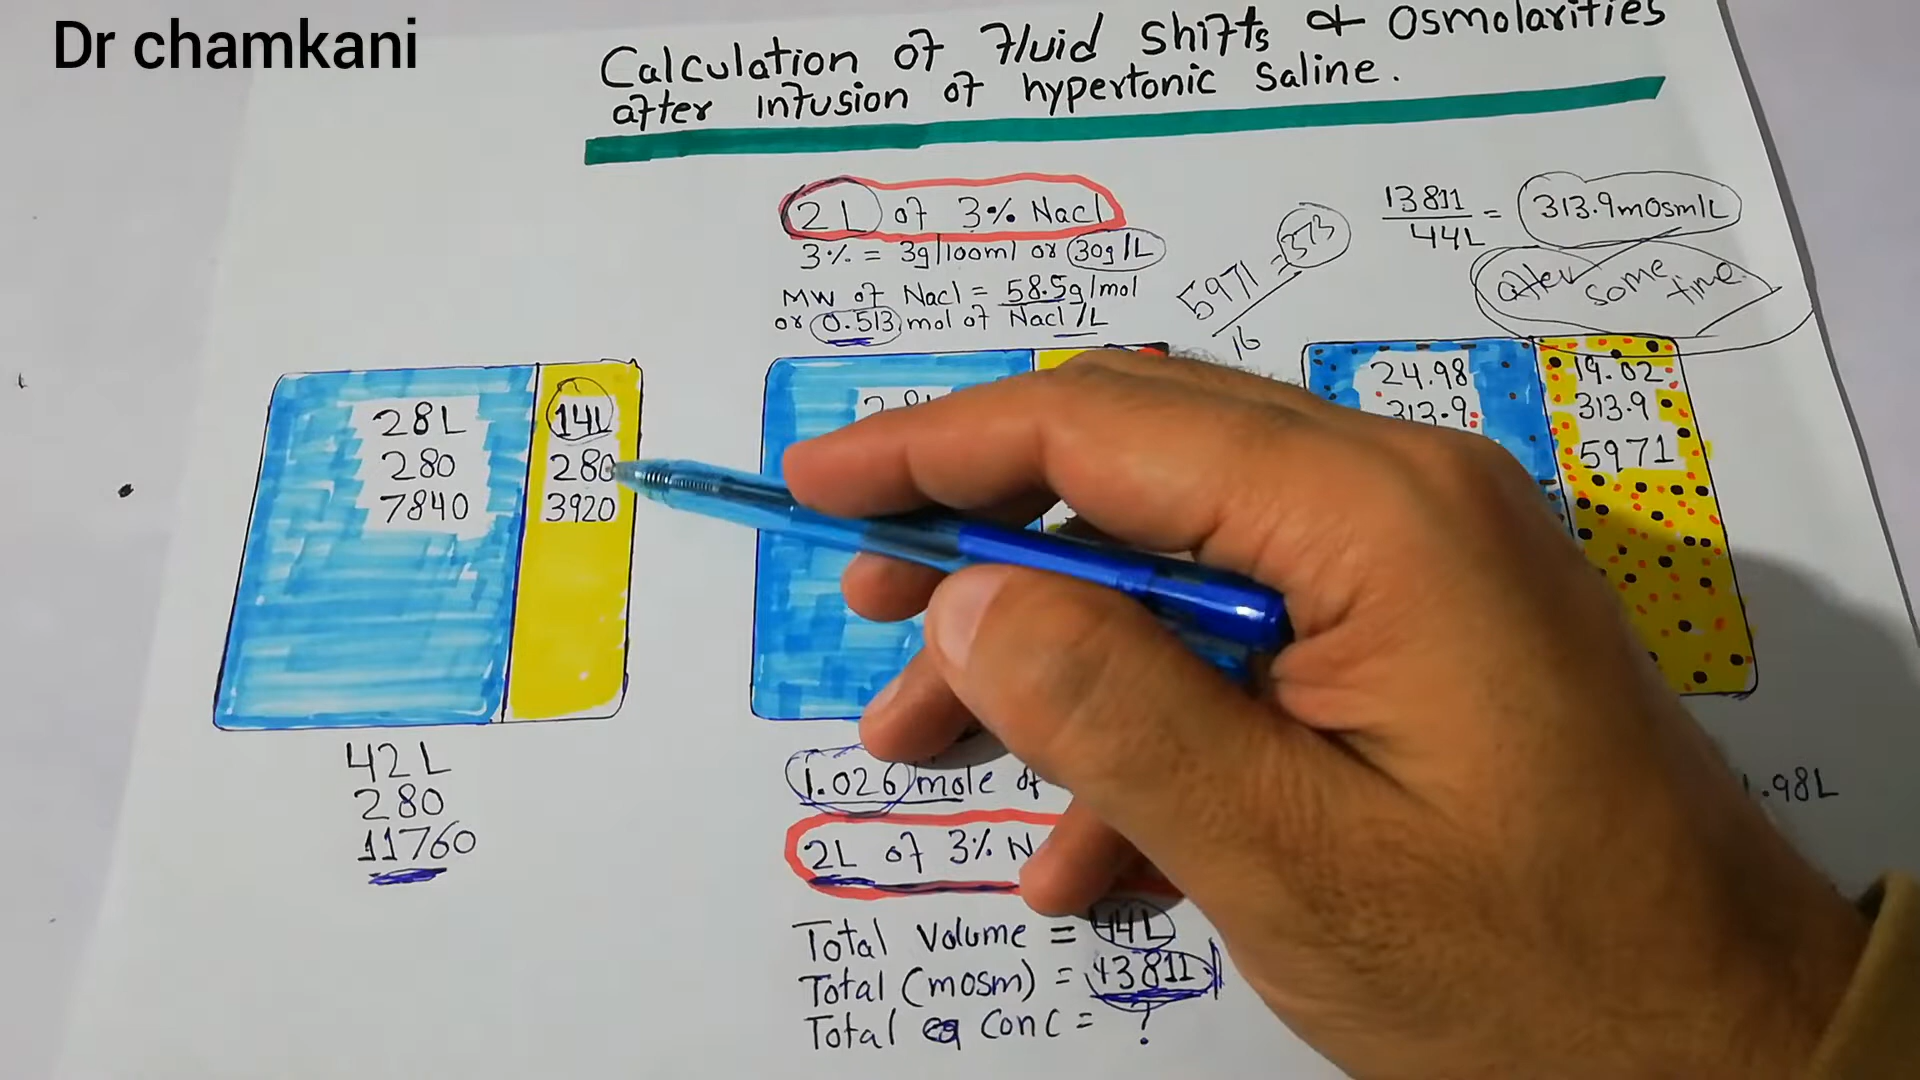 Dr chamkani
Calculation of fluid shifts & Osmolarities
after infusion of hypertonic saline.
2L of 3% Nacl
3% = 3g/100ml or 30g/L
MW of Nacl = 58.5g/mol
or 0.513 mol of Nacl/L
5971/16 = 373
13811/44L = 313.9mOsm/L
after some time
28L
280
7840
14L
280
3920
42L
280
11760
24.98
313.9
19.02
313.9
5971
1.026 mole of
2L of 3% N
Total Volume = 44L
Total (mosm) = 13811
Total eq Conc = ?
.98L